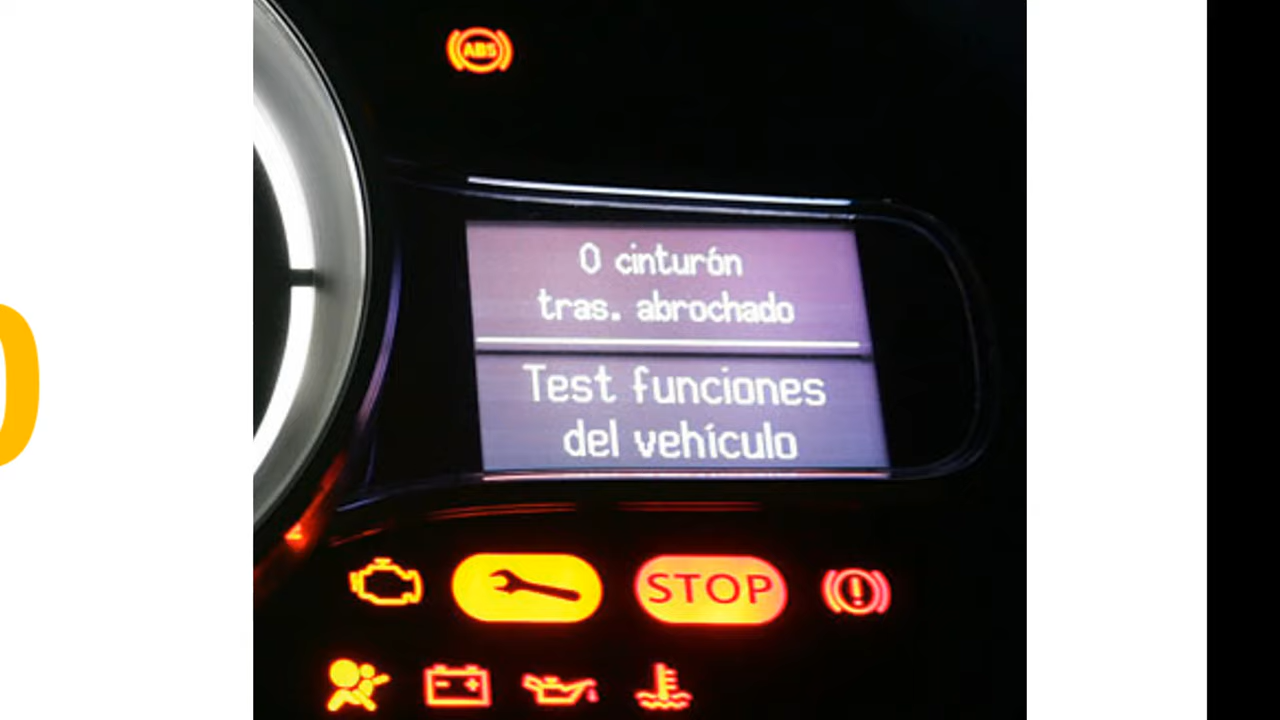 ABS
0 cinturón
tras. abrochado
Test funciones
del vehículo
STOP